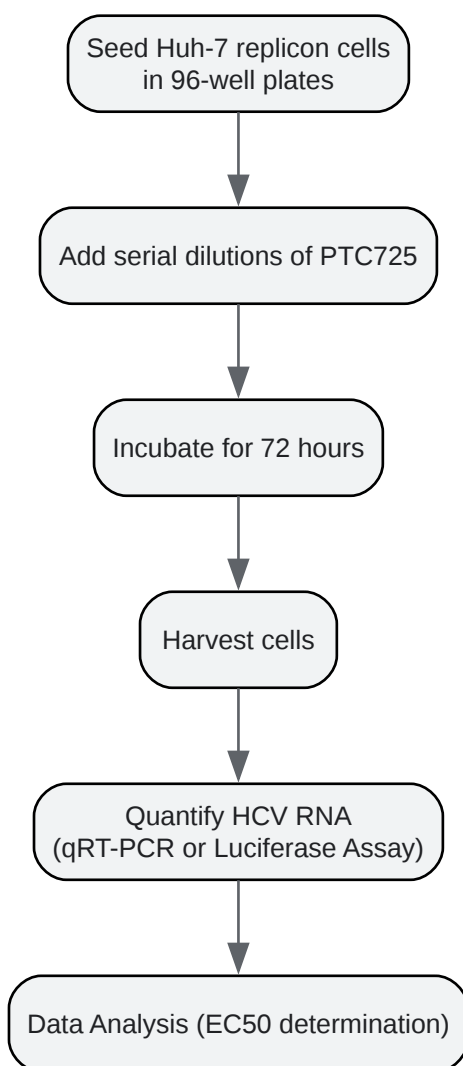 Seed Huh-7 replicon cells
in 96-well plates
Add serial dilutions of PTC725
Incubate for 72 hours
Harvest cells
Quantify HCV RNA
(qRT-PCR or Luciferase Assay)
Data Analysis (EC50 determination)